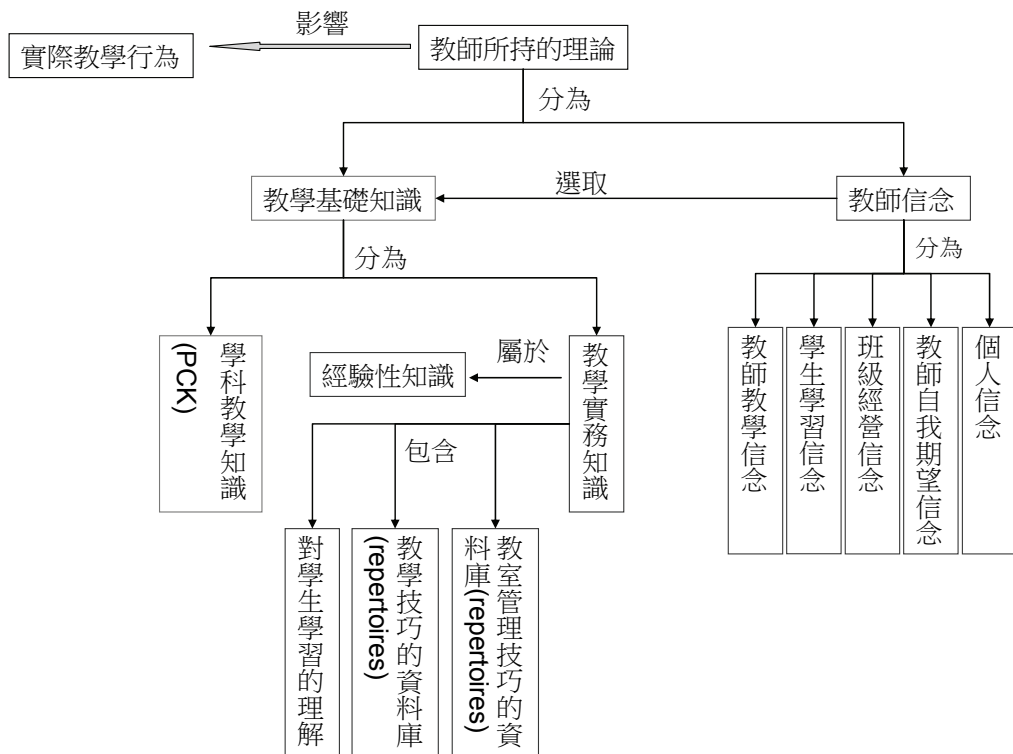 影響
實際教學行為
教師所持的理論
分為
教學基礎知識
選取
教師信念
分為
分為
學科教學知識
(PCK)
經驗性知識
屬於
教學實務知識
包含
對學生學習的理解
教學技巧的資料庫
(repertoires)
教室管理技巧的資
料庫(repertoires)
教師教學信念
學生學習信念
班級經營信念
教師自我期望信念
個人信念